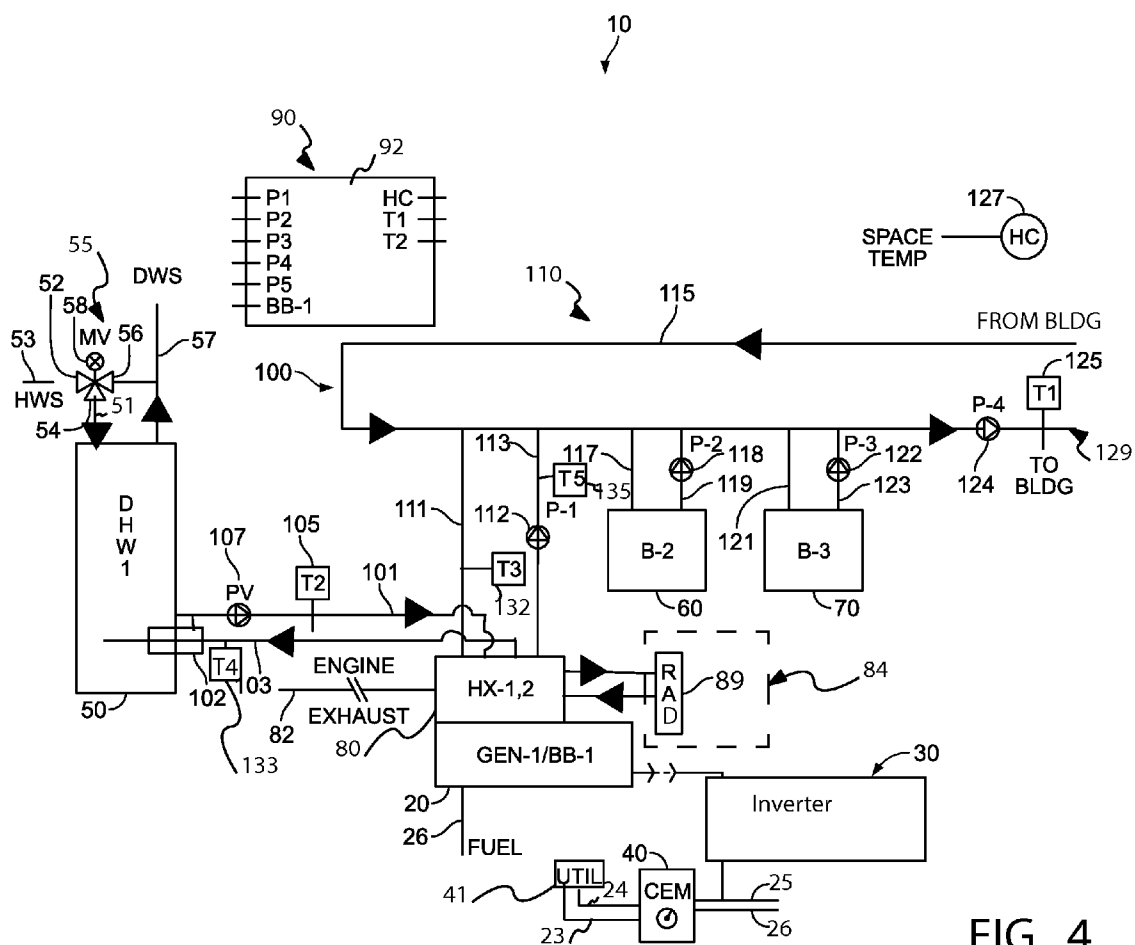 10
90
92
P1 HC
P2 T1
P3 T2
P4
P5
BB-1
127
SPACE HC
TEMP
55
52 DWS
58
MV 56
53 57
HWS
51
54
110
115
FROM BLDG
100
125
T1
P-4
129
TO
BLDG
124
113 117 P-2 118 P-3 122
T5
135 119 121 123
111 112 P-1
B-2 B-3
60 70
DHW1
107 105
PV T2 101
T3
132
T4 03
102
50
133
ENGINE
EXHAUST
82
80
HX-1,2
RAD
89 84
GEN-1/BB-1
20
26
FUEL
30
Inverter
40
UTIL 24 CEM 25
41 26
23
FIG. 4